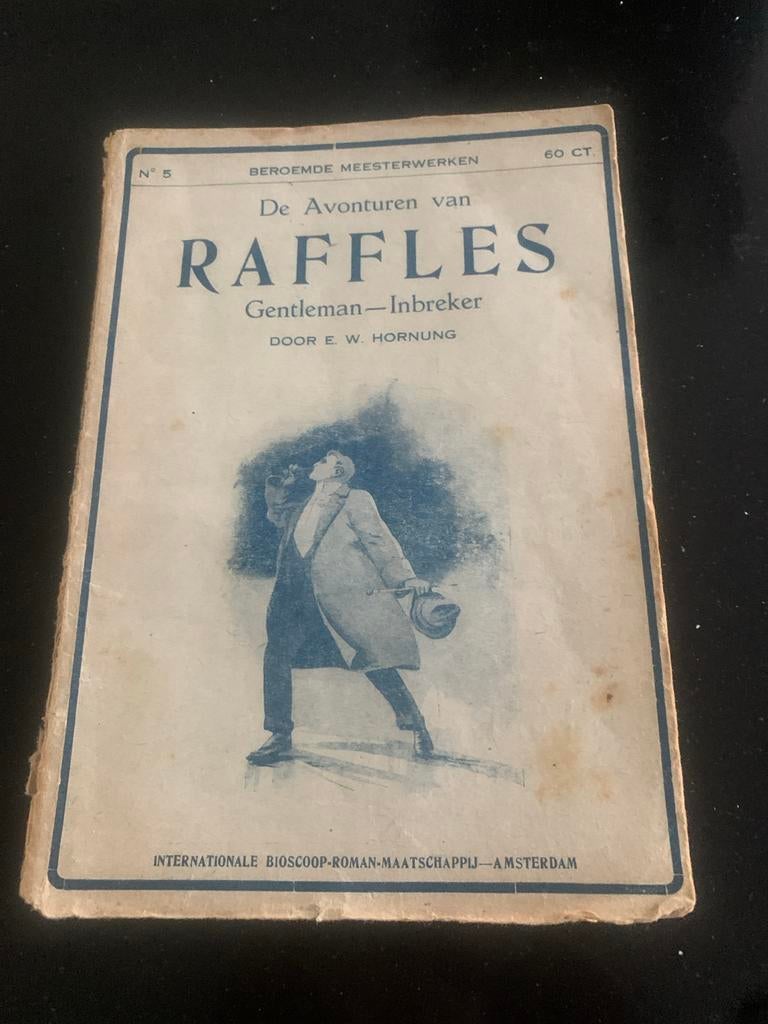 N° 5 BEROEMDE MEESTERWERKEN 60 CT.
De Avonturen van
RAFFLES
Gentleman—Inbreker
DOOR E. W. HORNUNG
INTERNATIONALE BIOSCOOP-ROMAN-MAATSCHAPPIJ—AMSTERDAM